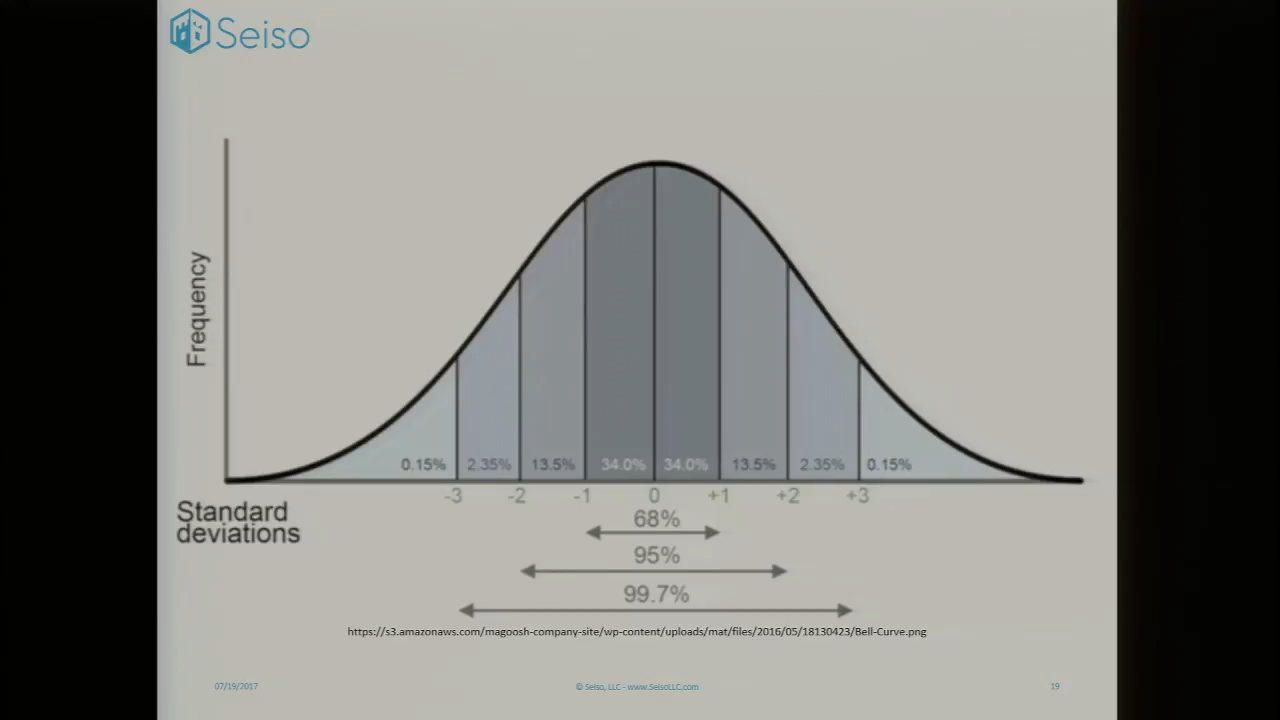 Seiso
Frequency
0.15% 2.35% 13.5% 34.0% 34.0% 13.5% 2.35% 0.15%
-3 -2 -1 0 +1 +2 +3
Standard
deviations
68%
95%
99.7%
https://s3.amazonaws.com/magoosh-company-site/wp-content/uploads/mat/files/2016/05/18130423/Bell-Curve.png
07/19/2017 © Seiso, LLC - www.SeisoLLC.com 19